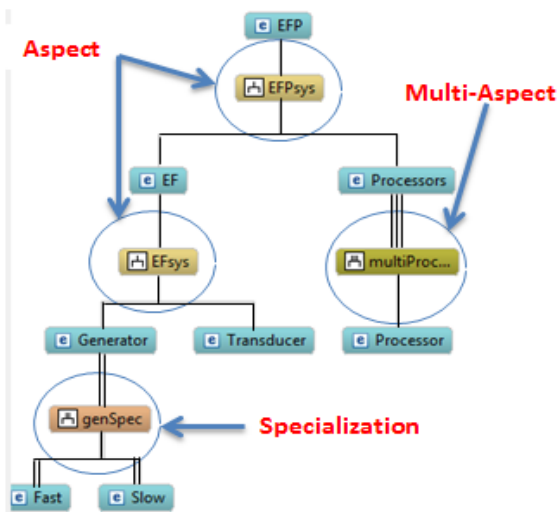 e EFP
Aspect
EFPsys
Multi-Aspect
e EF
e Processors
EFsys
multiProc...
e Generator
e Transducer
e Processor
genSpec
Specialization
e Fast
e Slow